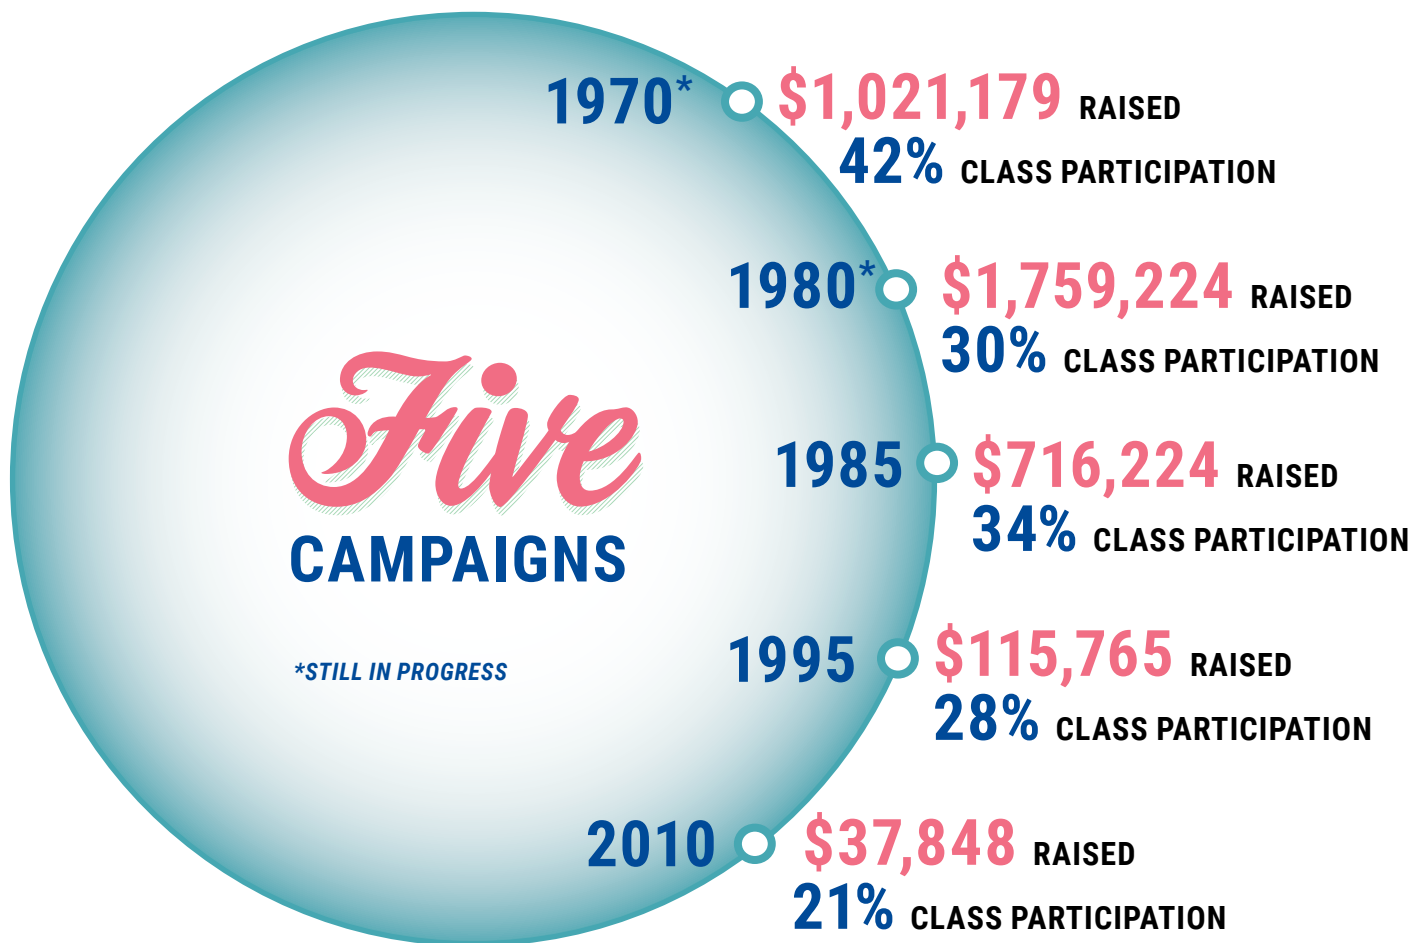 1970* $1,021,179 RAISED
42% CLASS PARTICIPATION
1980* $1,759,224 RAISED
30% CLASS PARTICIPATION
Five
CAMPAIGNS
*STILL IN PROGRESS
1985 $716,224 RAISED
34% CLASS PARTICIPATION
1995 $115,765 RAISED
28% CLASS PARTICIPATION
2010 $37,848 RAISED
21% CLASS PARTICIPATION